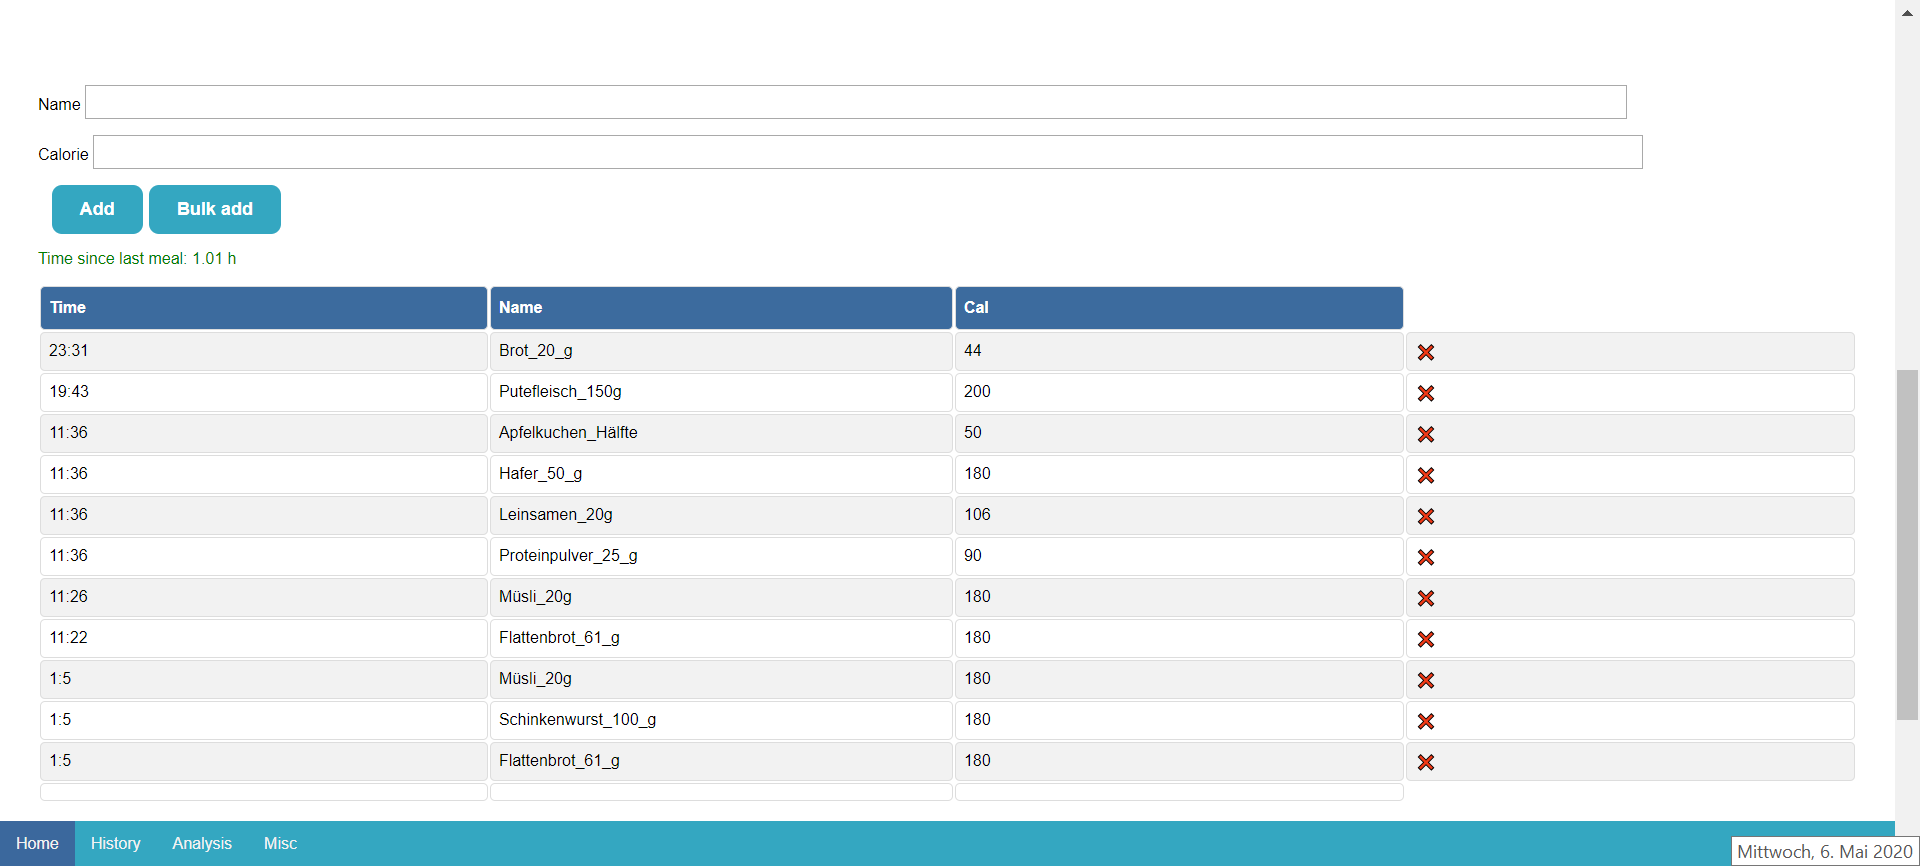 Name
Calorie
Add Bulk add
Time since last meal: 1.01 h
Time Name Cal
23:31 Brot_20_g 44
19:43 Putefleisch_150g 200
11:36 Apfelkuchen_Hälfte 50
11:36 Hafer_50_g 180
11:36 Leinsamen_20g 106
11:36 Proteinpulver_25_g 90
11:26 Müsli_20g 180
11:22 Flattenbrot_61_g 180
1:5 Müsli_20g 180
1:5 Schinkenwurst_100_g 180
1:5 Flattenbrot_61_g 180
Home History Analysis Misc
Mittwoch, 6. Mai 2020